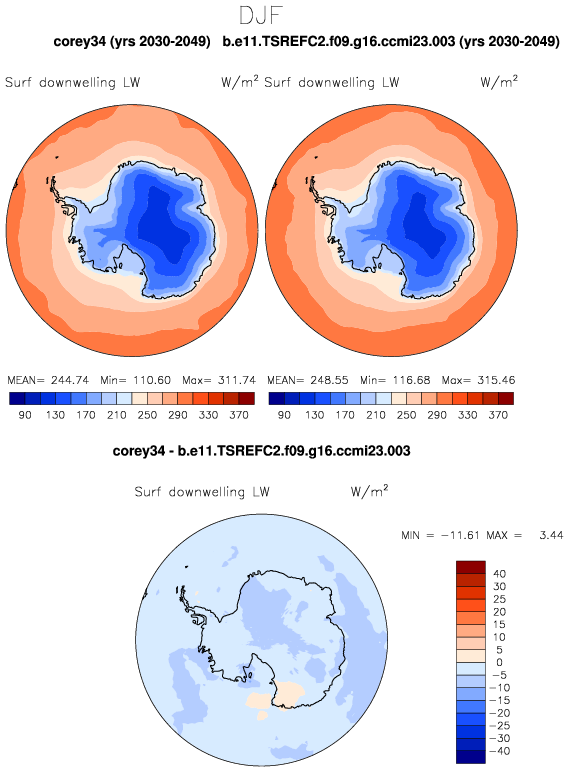 DJF
corey34 (yrs 2030-2049) b.e11.TSREFC2.f09.g16.ccmi23.003 (yrs 2030-2049)
Surf downwelling LW W/m² Surf downwelling LW W/m²
MEAN= 244.74 Min= 110.60 Max= 311.74 MEAN= 248.55 Min= 116.68 Max= 315.46
90 130 170 210 250 290 330 370 90 130 170 210 250 290 330 370
corey34 - b.e11.TSREFC2.f09.g16.ccmi23.003
Surf downwelling LW W/m²
MIN = -11.61 MAX = 3.44
40
30
25
20
15
10
5
0
-5
-10
-15
-20
-25
-30
-40